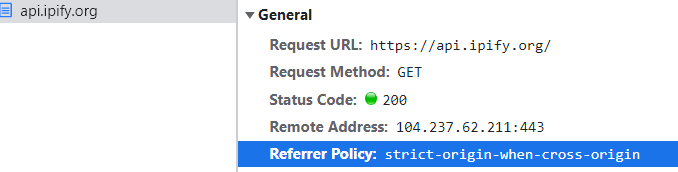 api.ipify.org
General
Request URL: https://api.ipify.org/
Request Method: GET
Status Code: 200
Remote Address: 104.237.62.211:443
Referrer Policy: strict-origin-when-cross-origin